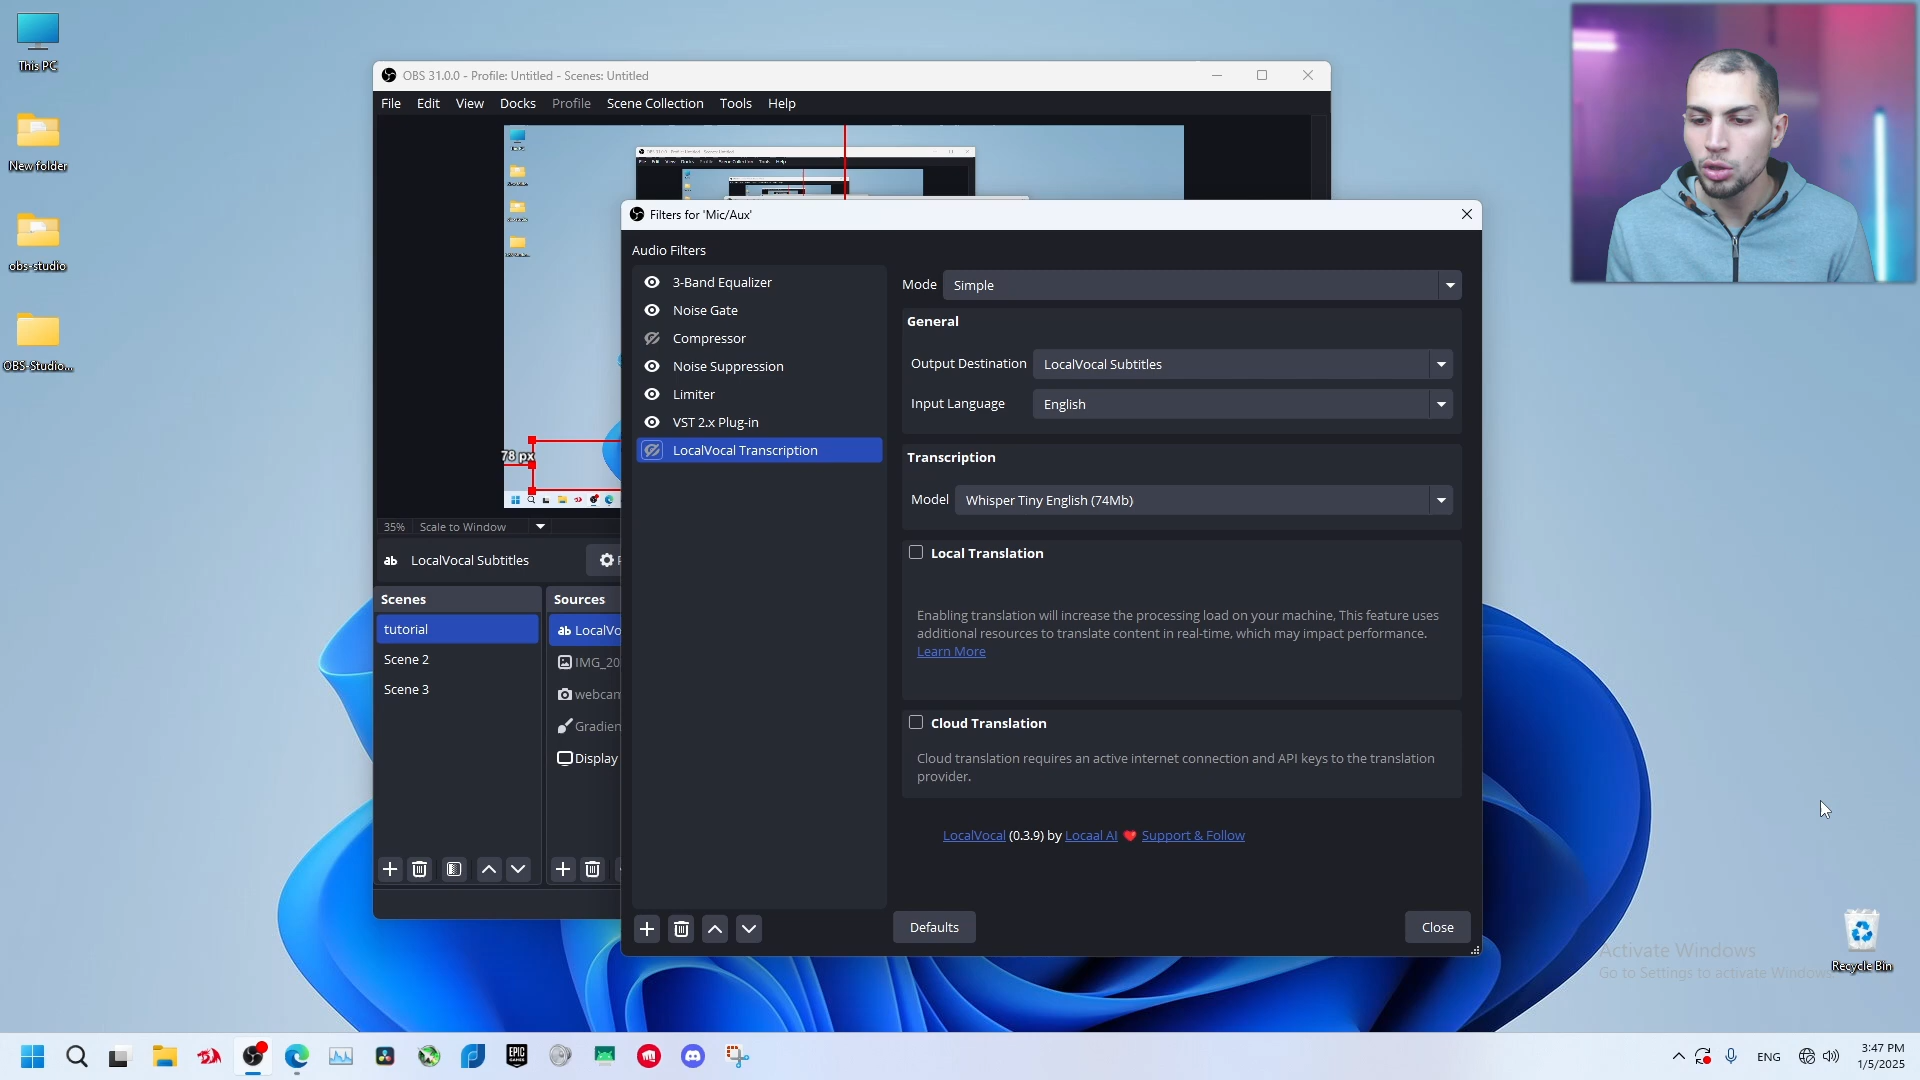 This PC
New folder
obs-studio
OBS-Studio...
OBS 31.0.0 - Profile: Untitled - Scenes: Untitled
File Edit View Docks Profile Scene Collection Tools Help
78 px
35% Scale to Window
LocalVocal Subtitles
Scenes
tutorial
Scene 2
Scene 3
Sources
LocalVo
IMG_20
webcam
Gradien
Display
Filters for 'Mic/Aux'
Audio Filters
3-Band Equalizer
Noise Gate
Compressor
Noise Suppression
Limiter
VST 2.x Plug-in
LocalVocal Transcription
Mode Simple
General
Output Destination LocalVocal Subtitles
Input Language English
Transcription
Model Whisper Tiny English (74Mb)
Local Translation
Enabling translation will increase the processing load on your machine, This feature uses
additional resources to translate content in real-time, which may impact performance.
Learn More
Cloud Translation
Cloud translation requires an active internet connection and API keys to the translation
provider.
LocalVocal (0.3.9) by Locaal AI ❤️ Support & Follow
Defaults
Close
Activate Windows
Go to Settings to activate Windows.
Recycle Bin
EPIC
GAMES
ENG
3:47 PM
1/5/2025